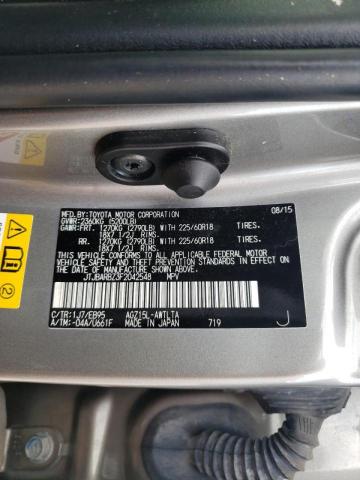 MFD.BY:TOYOTA MOTOR CORPORATION 08/15
GVWR:2360KG (5200LB)
GAWR:FRT. 1270KG (2790LB) WITH 225/60R18 TIRES.
18X7 1/2J RIMS.
RR. 1270KG (2790LB) WITH 225/60R18 TIRES.
18X7 1/2J RIMS.
THIS VEHICLE CONFORMS TO ALL APPLICABLE FEDERAL MOTOR
VEHICLE SAFETY AND BUMPER STANDARDS IN EFFECT ON THE
DATE OF MANUFACTURE SHOWN ABOVE.
JTJBARBZ3F2042548 MPV
C/TR:1J7/EB95 AGZ15L-AWTLTA
A/TM:-04A/U661F MADE IN JAPAN 719 J